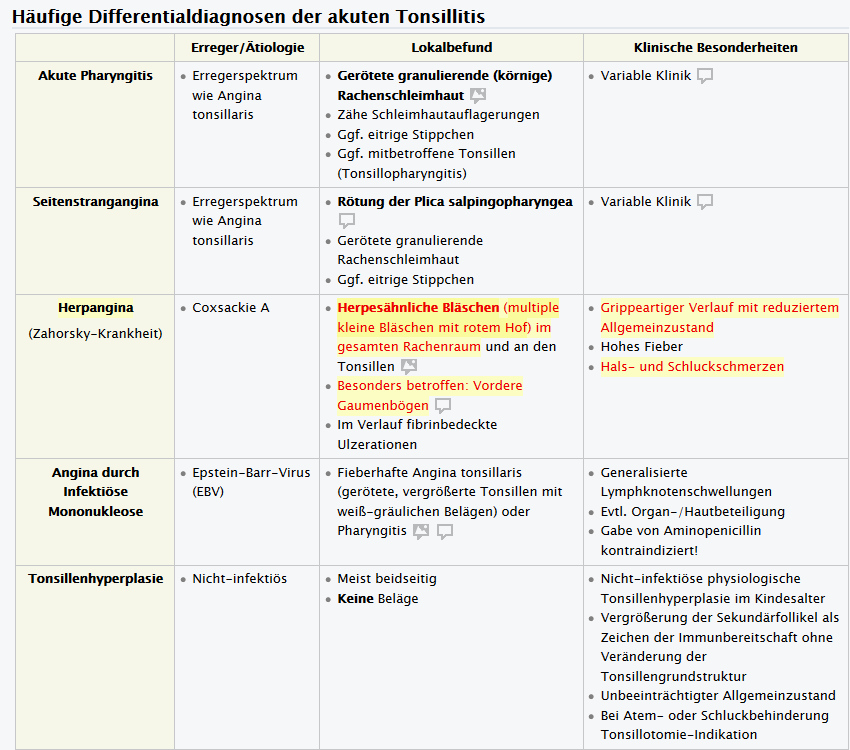 Häufige Differentialdiagnosen der akuten Tonsillitis
Erreger/Ätiologie
Lokalbefund
Klinische Besonderheiten
Akute Pharyngitis
Erregerspektrum
wie Angina
tonsillaris
Gerötete granulierende (körnige)
Rachenschleimhaut
Zähe Schleimhautauflagerungen
Ggf. eitrige Stippchen
Ggf. mitbetroffene Tonsillen
(Tonsillopharyngitis)
Variable Klinik
Seitenstrangangina
Erregerspektrum
wie Angina
tonsillaris
Rötung der Plica salpingopharyngea
Gerötete granulierende
Rachenschleimhaut
Ggf. eitrige Stippchen
Variable Klinik
Herpangina
(Zahorsky-Krankheit)
Coxsackie A
Herpesähnliche Bläschen (multiple
kleine Bläschen mit rotem Hof) im
gesamten Rachenraum und an den
Tonsillen
Besonders betroffen: Vordere
Gaumenbögen
Im Verlauf fibrinbedeckte
Ulzerationen
Grippeartiger Verlauf mit reduziertem
Allgemeinzustand
Hohes Fieber
Hals- und Schluckschmerzen
Angina durch
Infektiöse
Mononukleose
Epstein-Barr-Virus
(EBV)
Fieberhafte Angina tonsillaris
(gerötete, vergrößerte Tonsillen mit
weiß-gräulichen Belägen) oder
Pharyngitis
Generalisierte
Lymphknotenschwellungen
Evtl. Organ-/Hautbeteiligung
Gabe von Aminopenicillin
kontraindiziert!
Tonsillenhyperplasie
Nicht-infektiös
Meist beidseitig
Keine Beläge
Nicht-infektiöse physiologische
Tonsillenhyperplasie im Kindesalter
Vergrößerung der Sekundärfollikel als
Zeichen der Immunbereitschaft ohne
Veränderung der
Tonsillengrundstruktur
Unbeeinträchtigter Allgemeinzustand
Bei Atem- oder Schluckbehinderung
Tonsillotomie-Indikation